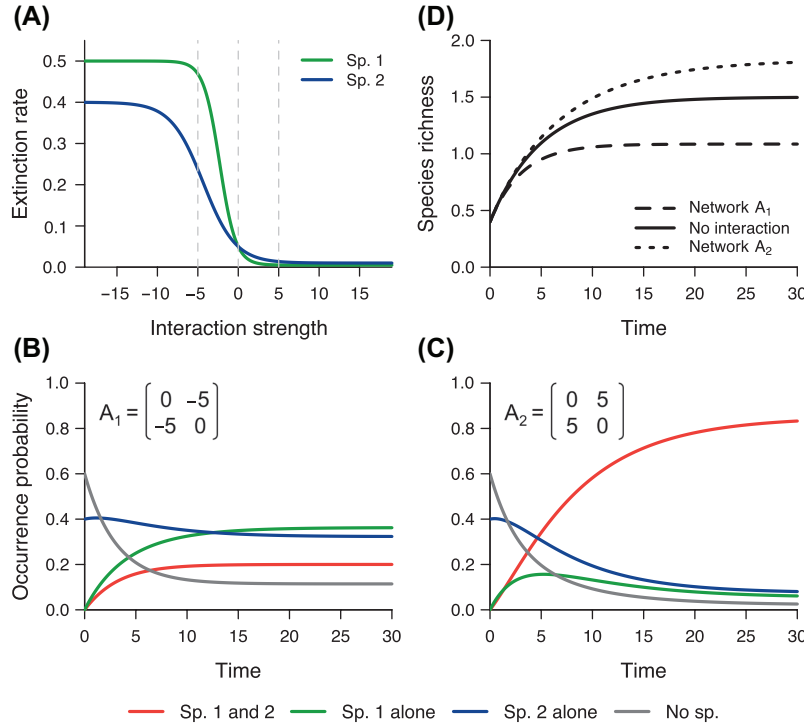 (A)
Extinction rate
0.5
0.4
0.3
0.2
0.1
0.0
Sp. 1
Sp. 2
−15 −10 −5 0 5 10 15
Interaction strength
(D)
Species richness
2.0
1.5
1.0
0.5
0.0
Network A₁
No interaction
Network A₂
0 5 10 15 20 25 30
Time
(B)
Occurrence probability
1.0
0.8
0.6
0.4
0.2
0.0
A₁ =
0 −5
−5 0
0 5 10 15 20 25 30
Time
(C)
1.0
0.8
0.6
0.4
0.2
0.0
A₂ =
0 5
5 0
0 5 10 15 20 25 30
Time
Sp. 1 and 2 Sp. 1 alone Sp. 2 alone No sp.